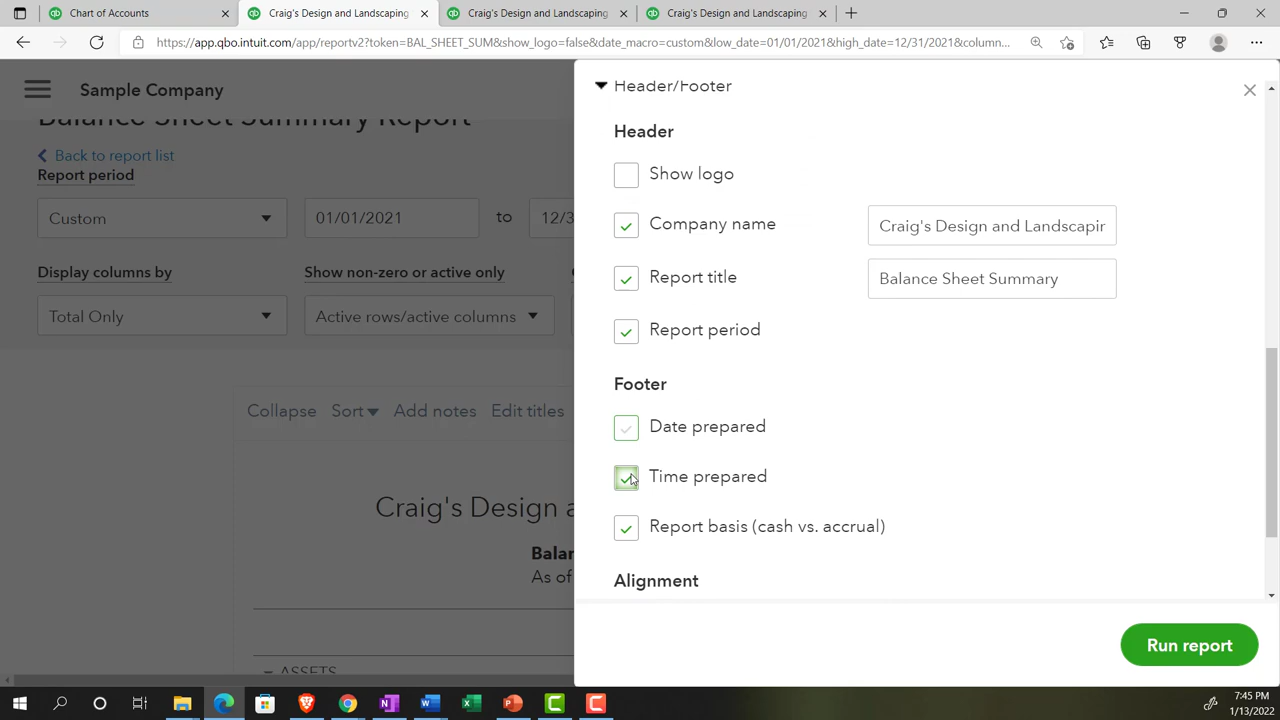 Chart of Accounts
Craig's Design and Landscaping
Craig's Design and Landscaping
Craig's Design and Landscaping
https://app.qbo.intuit.com/app/reportv2?token=BAL_SHEET_SUM&show_logo=false&date_macro=custom&low_date=01/01/2021&high_date=12/31/2021&column...
Sample Company
Balance Sheet Summary Report
Back to report list
Report period
Custom
01/01/2021
to
12/3
Display columns by
Show non-zero or active only
Total Only
Active rows/active columns
Collapse
Sort
Add notes
Edit titles
Craig's Design
Balan
As of
ASSETS
Header/Footer
Header
Show logo
Company name
Craig's Design and Landscapir
Report title
Balance Sheet Summary
Report period
Footer
Date prepared
Time prepared
Report basis (cash vs. accrual)
Alignment
Run report
7:45 PM
1/13/2022